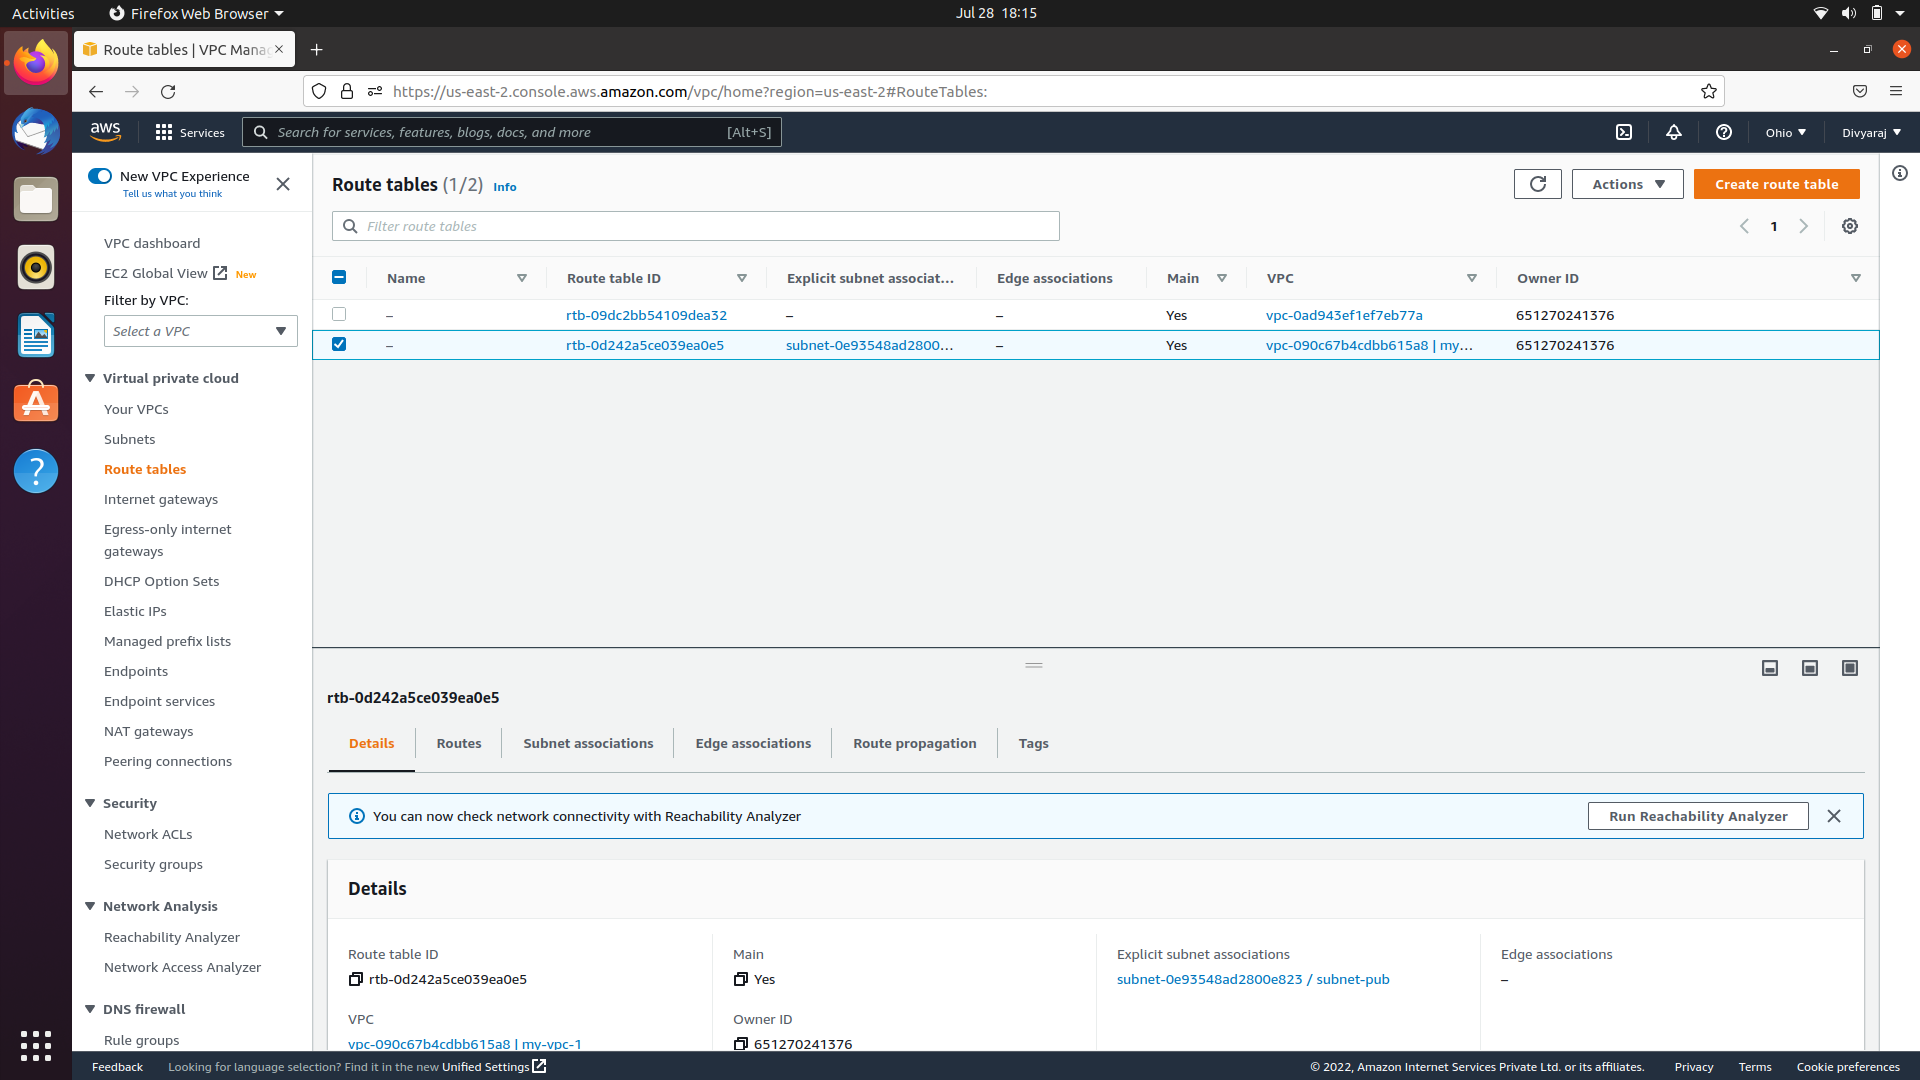 Activities
Firefox Web Browser
Jul 28 18:15
Route tables | VPC Manag
https://us-east-2.console.aws.amazon.com/vpc/home?region=us-east-2#RouteTables:
aws
Services
Search for services, features, blogs, docs, and more
[Alt+S]
Ohio
Divyaraj
New VPC Experience
Tell us what you think
VPC dashboard
EC2 Global View New
Filter by VPC:
Select a VPC
Virtual private cloud
Your VPCs
Subnets
Route tables
Internet gateways
Egress-only internet
gateways
DHCP Option Sets
Elastic IPs
Managed prefix lists
Endpoints
Endpoint services
NAT gateways
Peering connections
Security
Network ACLs
Security groups
Network Analysis
Reachability Analyzer
Network Access Analyzer
DNS firewall
Rule groups
Route tables (1/2) Info
Actions
Create route table
Filter route tables
1
Name Route table ID Explicit subnet associat... Edge associations Main VPC Owner ID
– rtb-09dc2bb54109dea32 – – Yes vpc-0ad943ef1ef7eb77a 651270241376
– rtb-0d242a5ce039ea0e5 subnet-0e93548ad2800... – Yes vpc-090c67b4cdbb615a8 | my... 651270241376
rtb-0d242a5ce039ea0e5
Details Routes Subnet associations Edge associations Route propagation Tags
You can now check network connectivity with Reachability Analyzer
Run Reachability Analyzer
Details
Route table ID
rtb-0d242a5ce039ea0e5
Main
Yes
Explicit subnet associations
subnet-0e93548ad2800e823 / subnet-pub
Edge associations
–
VPC
vpc-090c67b4cdbb615a8 | my-vpc-1
Owner ID
651270241376
Feedback
Looking for language selection? Find it in the new Unified Settings
© 2022, Amazon Internet Services Private Ltd. or its affiliates.
Privacy
Terms
Cookie preferences